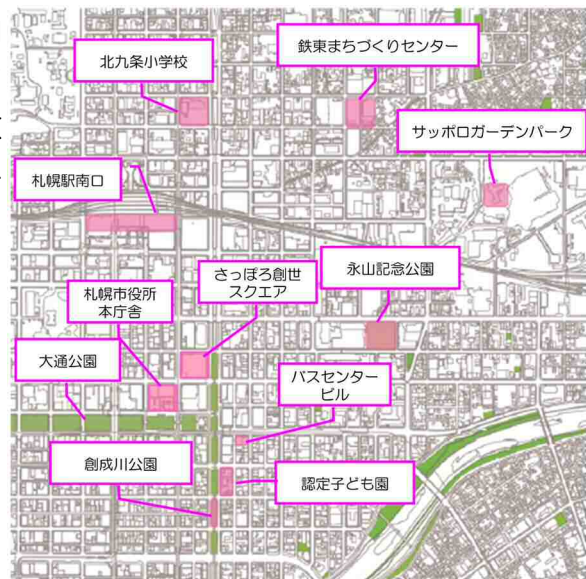 鉄東まちづくりセンター
北九条小学校
サッポロガーデンパーク
札幌駅南口
さっぽろ創世
スクエア
永山記念公園
札幌市役所
本庁舎
大通公園
バスセンター
ビル
創成川公園
認定子ども園